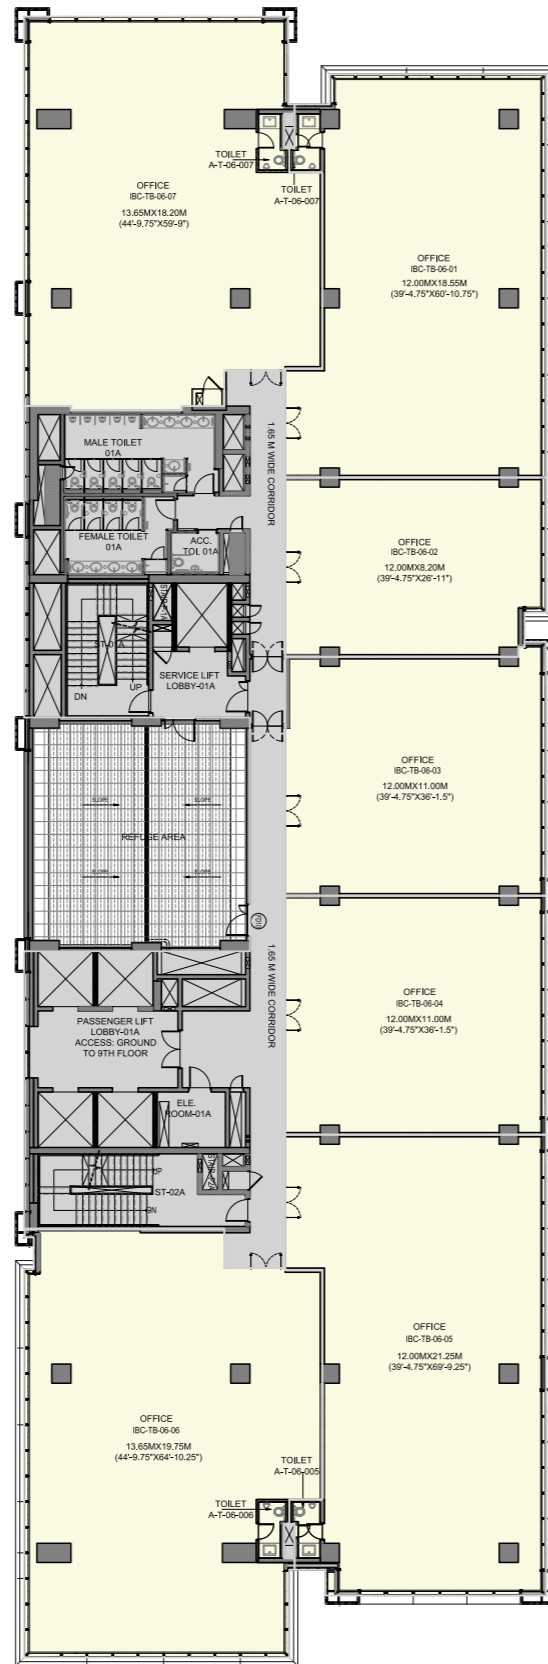 TOILET
A-T-06-007
TOILET
A-T-06-007
OFFICE
IBC-TB-06-07
13.65MX18.20M
(44'-9.75"X59'-9")
OFFICE
IBC-TB-06-01
12.00MX18.55M
(39'-4.75"X60'-10.75")
1.65 M WIDE CORRIDOR
MALE TOILET
01A
FEMALE TOILET
01A
ACC.
TOI. 01A
OFFICE
IBC-TB-06-02
12.00MX8.20M
(39'-4.75"X26'-11")
ST-01A
UP
DN
SERVICE LIFT
LOBBY-01A
OFFICE
IBC-TB-06-03
12.00MX11.00M
(39'-4.75"X36'-1.5")
SLOPE
SLOPE
REFUGE AREA
SLOPE
SLOPE
1.65 M WIDE CORRIDOR
OFFICE
IBC-TB-06-04
12.00MX11.00M
(39'-4.75"X36'-1.5")
PASSENGER LIFT
LOBBY-01A
ACCESS: GROUND
TO 9TH FLOOR
ELE.
ROOM-01A
UP
ST-02A
DN
OFFICE
IBC-TB-06-05
12.00MX21.25M
(39'-4.75"X69'-9.25")
OFFICE
IBC-TB-06-06
13.65MX19.75M
(44'-9.75"X64'-10.25")
TOILET
A-T-06-005
TOILET
A-T-06-006